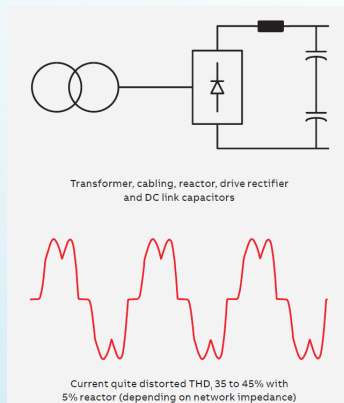 Transformer, cabling, reactor, drive rectifier
and DC link capacitors
Current quite distorted THDI 35 to 45% with
5% reactor (depending on network impedance)